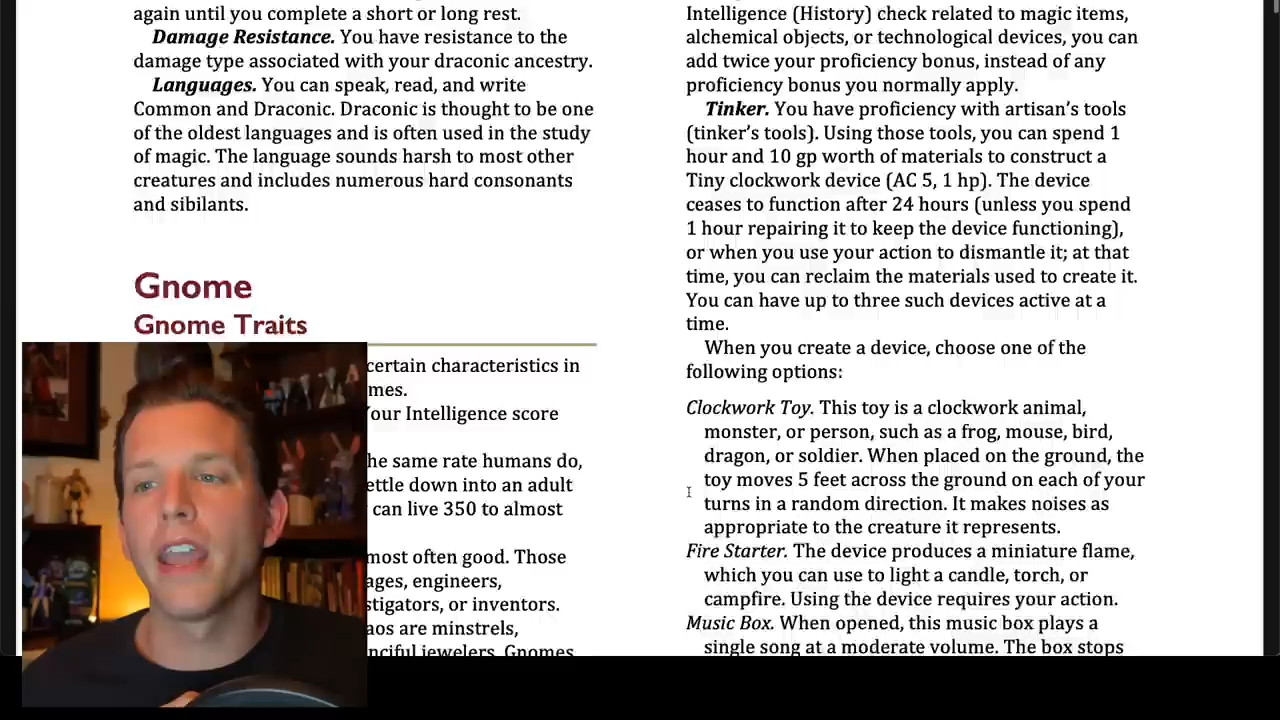 again until you complete a short or long rest.
Damage Resistance. You have resistance to the
damage type associated with your draconic ancestry.
Languages. You can speak, read, and write
Common and Draconic. Draconic is thought to be one
of the oldest languages and is often used in the study
of magic. The language sounds harsh to most other
creatures and includes numerous hard consonants
and sibilants.
Gnome
Gnome Traits
certain characteristics in
mes.
Your Intelligence score
he same rate humans do,
ettle down into an adult
can live 350 to almost
most often good. Those
ages, engineers,
stigators, or inventors.
aos are minstrels,
nciful jewelers. Gnomes
Intelligence (History) check related to magic items,
alchemical objects, or technological devices, you can
add twice your proficiency bonus, instead of any
proficiency bonus you normally apply.
Tinker. You have proficiency with artisan's tools
(tinker's tools). Using those tools, you can spend 1
hour and 10 gp worth of materials to construct a
Tiny clockwork device (AC 5, 1 hp). The device
ceases to function after 24 hours (unless you spend
1 hour repairing it to keep the device functioning),
or when you use your action to dismantle it; at that
time, you can reclaim the materials used to create it.
You can have up to three such devices active at a
time.
When you create a device, choose one of the
following options:
Clockwork Toy. This toy is a clockwork animal,
monster, or person, such as a frog, mouse, bird,
dragon, or soldier. When placed on the ground, the
toy moves 5 feet across the ground on each of your
turns in a random direction. It makes noises as
appropriate to the creature it represents.
Fire Starter. The device produces a miniature flame,
which you can use to light a candle, torch, or
campfire. Using the device requires your action.
Music Box. When opened, this music box plays a
single song at a moderate volume. The box stops